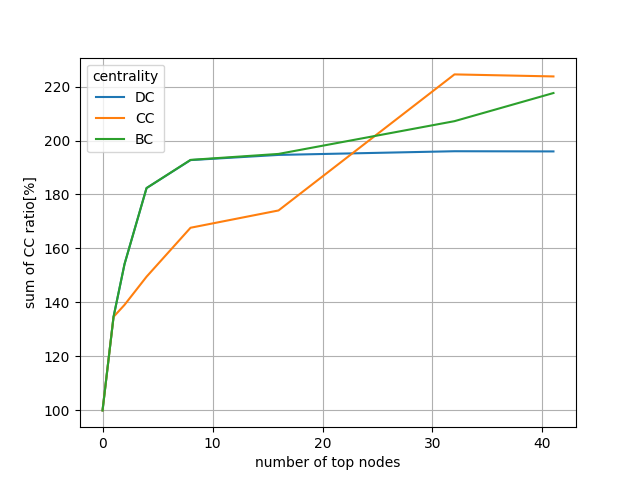 centrality
DC
CC
BC
220
200
180
160
140
120
100
sum of CC ratio[%]
0 10 20 30 40
number of top nodes